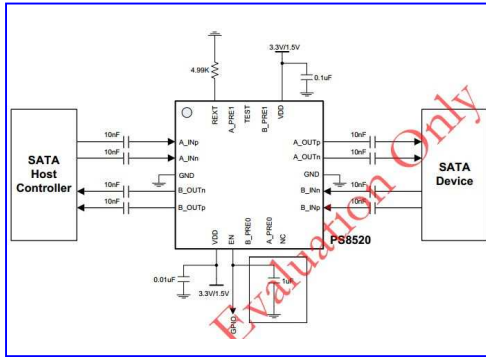 3.3V/1.5V
4.99K
0.1uF
REXT
A_PRE1
TEST
B_PRE1
VDD
SATA
Host
Controller
10nF
10nF
10nF
10nF
A_INp
A_INn
GND
B_OUTn
B_OUTp
A_OUTp
A_OUTn
GND
B_INn
B_INp
10nF
10nF
10nF
10nF
SATA
Device
VDD
EN
B_PRE0
A_PRE0
NC
PS8520
0.01uF
3.3V/1.5V
1uF
GPIO
Evaluation Only